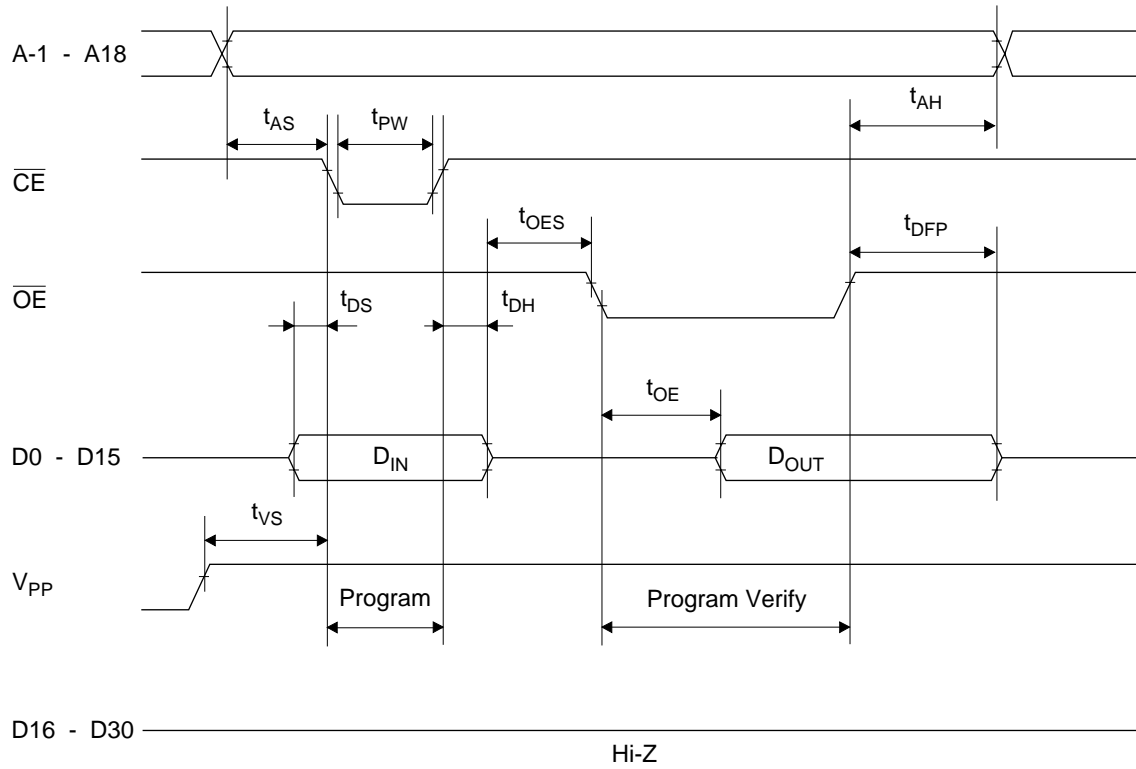 A-1 - A18
tAH
tAS
tPW
CE
tOES
tDFP
OE
tDS
tDH
tOE
D0 - D15
DIN
DOUT
tVS
VPP
Program
Program Verify
D16 - D30
Hi-Z